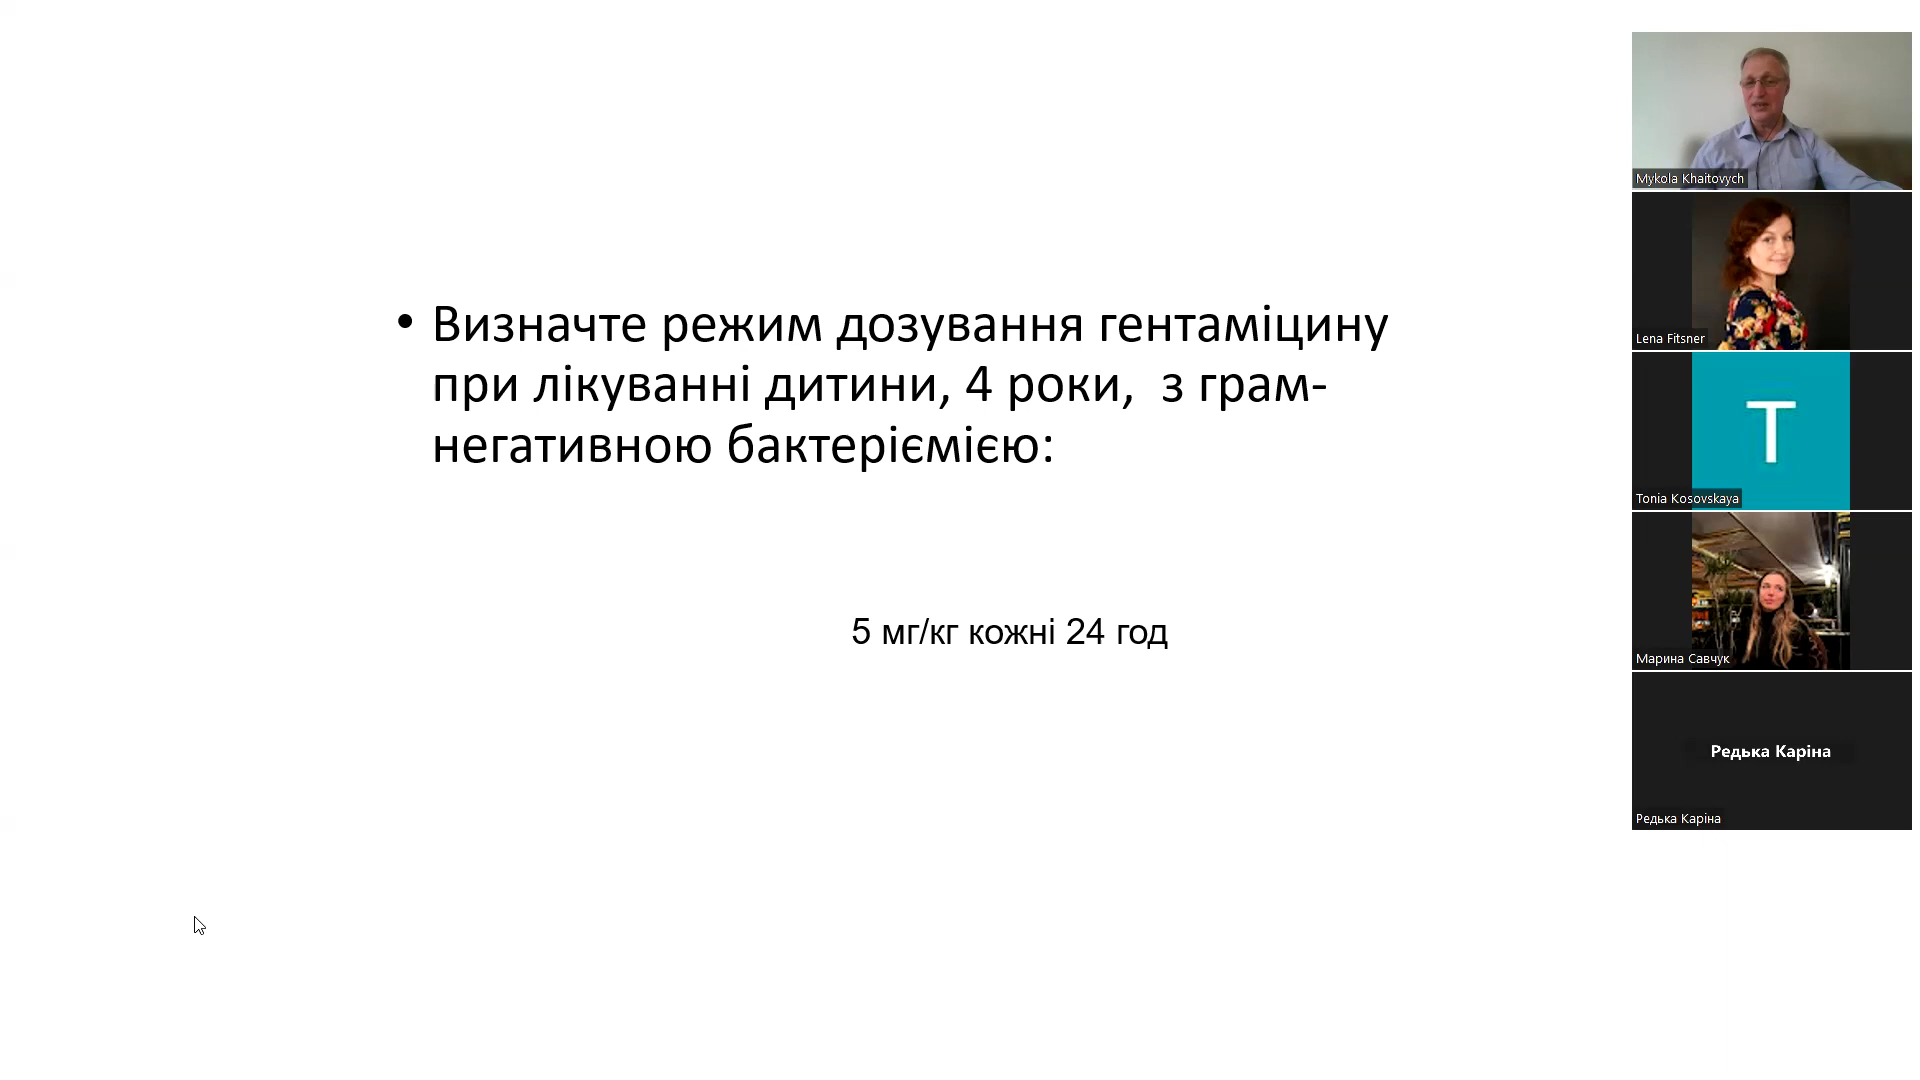 • Визначте режим дозування гентаміцину
при лікуванні дитини, 4 роки,  з грам-
негативною бактеріємією:
5 мг/кг кожні 24 год
Mykola Khaitovych
Lena Fitsner
T
Tonia Kosovskaya
Марина Савчук
Редька Каріна
Редька Каріна